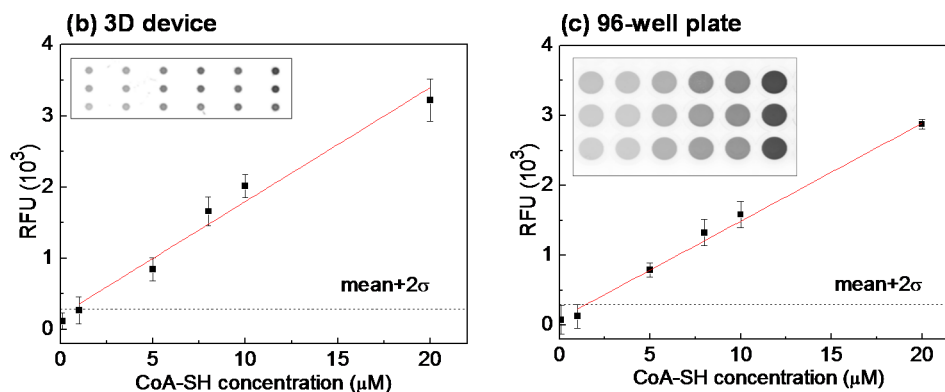 (b) 3D device
4
3
2
1
0
RFU (10³)
mean+2σ
0
5
10
15
20
CoA-SH concentration (μM)
(c) 96-well plate
4
3
2
1
0
RFU (10³)
mean+2σ
0
5
10
15
20
CoA-SH concentration (μM)